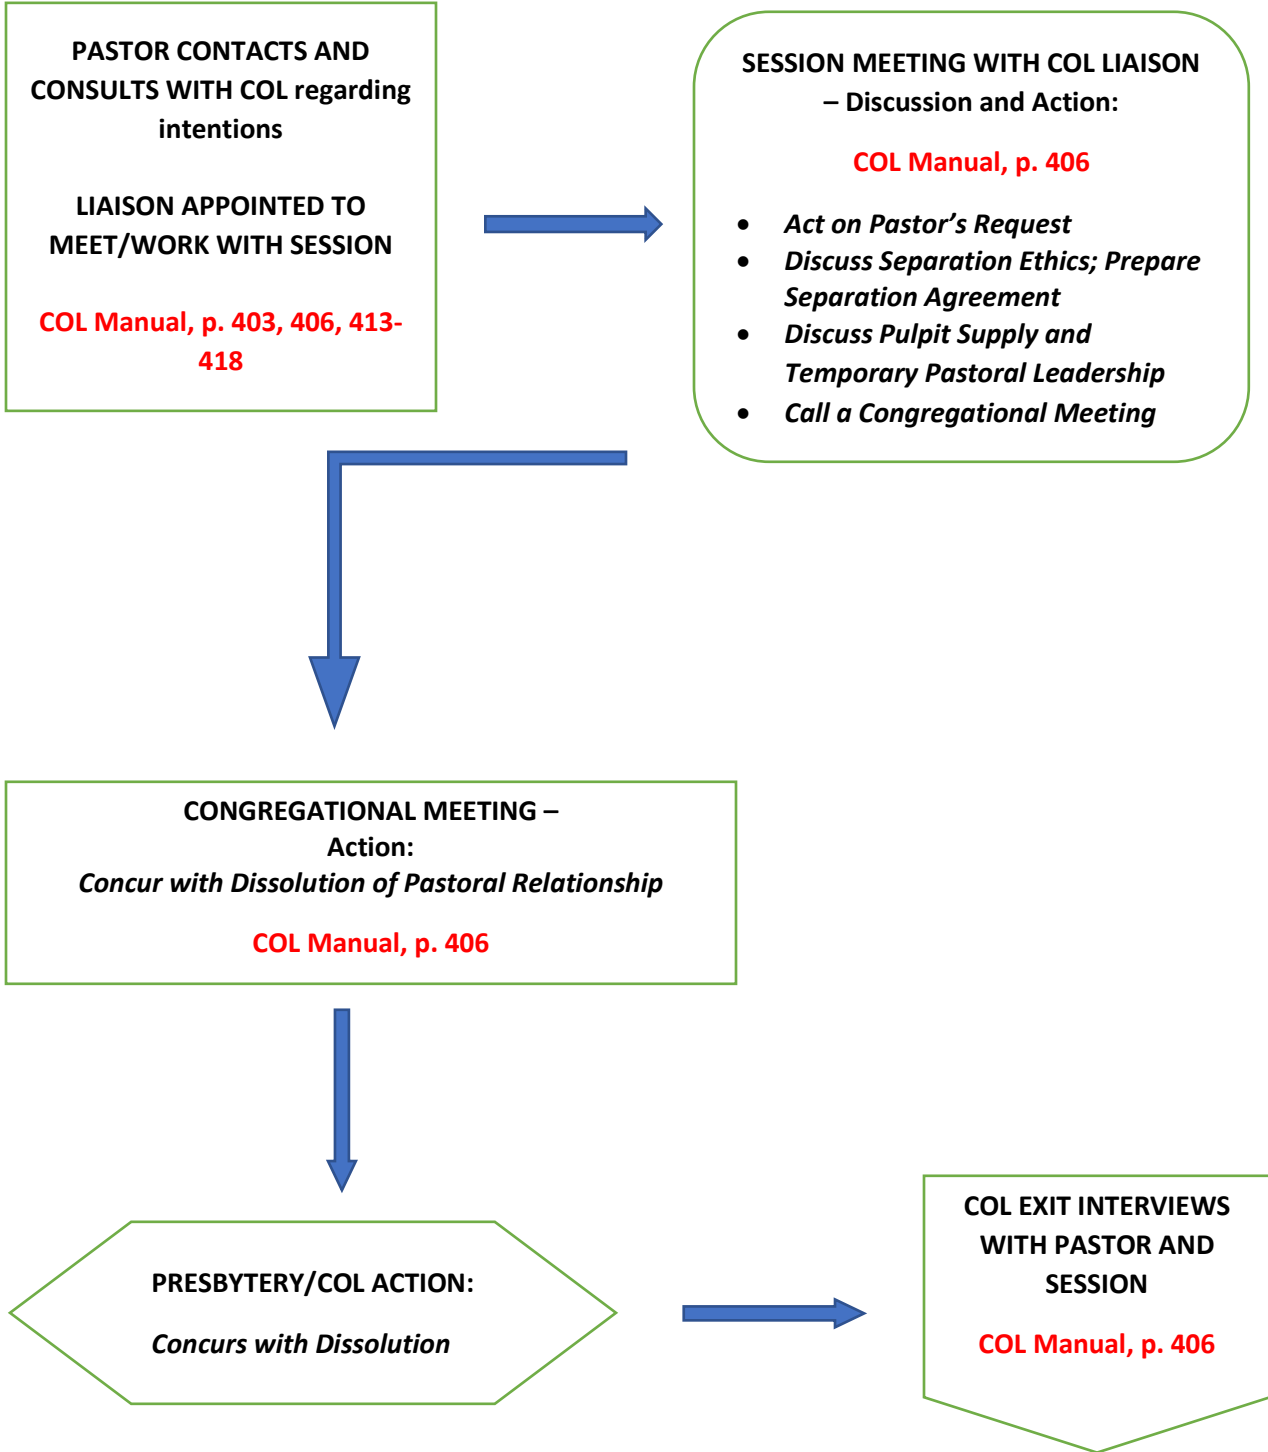 PASTOR CONTACTS AND
CONSULTS WITH COL regarding
intentions
LIAISON APPOINTED TO
MEET/WORK WITH SESSION
COL Manual, p. 403, 406, 413-
418
SESSION MEETING WITH COL LIAISON
– Discussion and Action:
COL Manual, p. 406
• Act on Pastor’s Request
• Discuss Separation Ethics; Prepare
Separation Agreement
• Discuss Pulpit Supply and
Temporary Pastoral Leadership
• Call a Congregational Meeting
CONGREGATIONAL MEETING –
Action:
Concur with Dissolution of Pastoral Relationship
COL Manual, p. 406
PRESBYTERY/COL ACTION:
Concurs with Dissolution
COL EXIT INTERVIEWS
WITH PASTOR AND
SESSION
COL Manual, p. 406